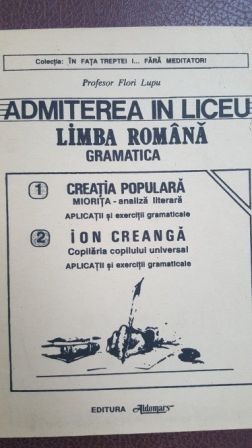 Colecția: ÎN FAȚA TREPTEI I... FĂRĂ MEDITATORI
Profesor Flori Lupu
ADMITEREA IN LICEU
LIMBA ROMÂNĂ
GRAMATICA
1 CREAȚIA POPULARĂ
MIORIȚA - analiză literară
APLICAȚII și exerciții gramaticale
2 ION CREANGĂ
Copilăria copilului universal
APLICAȚII și exerciții gramaticale
EDITURA Aldomars